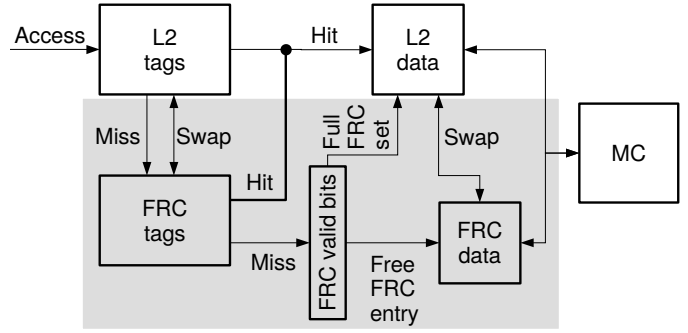 Access
L2
tags
Hit
L2
data
Miss
Swap
Full
FRC
set
Swap
MC
FRC
tags
Hit
Miss
FRC valid bits
Free
FRC
entry
FRC
data